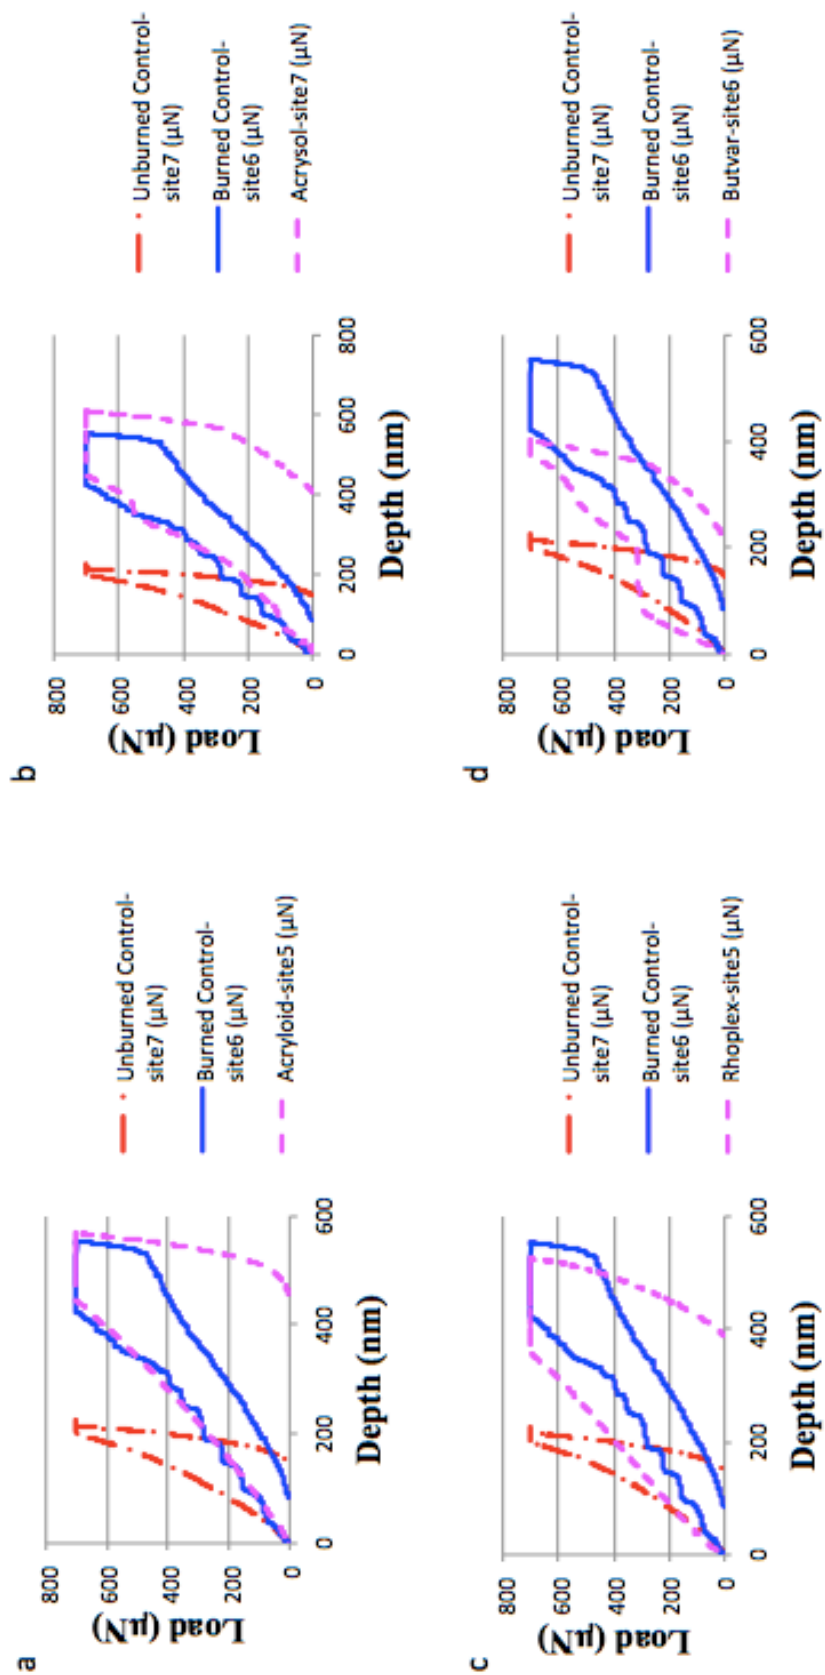 a
800
600
400
200
0
Load (µN)
0
200
400
600
Depth (nm)
Unburned Control-
site7 (µN)
Burned Control-
site6 (µN)
Acryloid-site5 (µN)
b
800
600
400
200
0
Load (µN)
0
200
400
600
800
Depth (nm)
Unburned Control-
site7 (µN)
Burned Control-
site6 (µN)
Acrysol-site7 (µN)
c
800
600
400
200
0
Load (µN)
0
200
400
600
Depth (nm)
Unburned Control-
site7 (µN)
Burned Control-
site6 (µN)
Rhoplex-site5 (µN)
d
800
600
400
200
0
Load (µN)
0
200
400
600
Depth (nm)
Unburned Control-
site7 (µN)
Burned Control-
site6 (µN)
Butvar-site6 (µN)